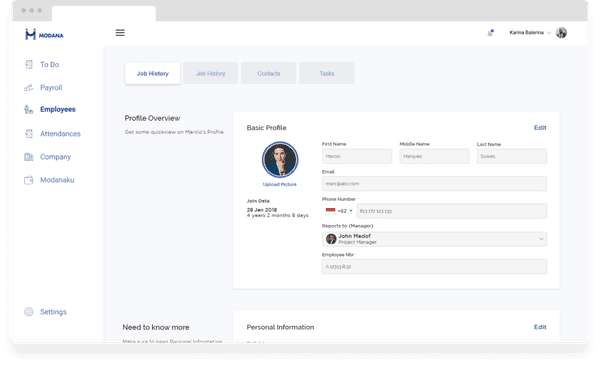 MODANA
Karina Balerina
To Do
Payroll
Employees
Attendances
Company
Modanaku
Settings
Job History
Job History
Contacts
Tasks
Profile Overview
Get some quickview on Marcio's Profile.
Basic Profile
Edit
Upload Picture
Join Date
28 Jan 2018
4 years 2 months 8 days
First Name
Middle Name
Last Name
Marcio
Marques
Email
marc@abc.com
Phone Number
+62
813 172 123 133
Reports to (Manager)
John Medof
Project Manager
Employee Nbr
Need to know more
Make sure to keep Personal Information
Personal Information
Edit